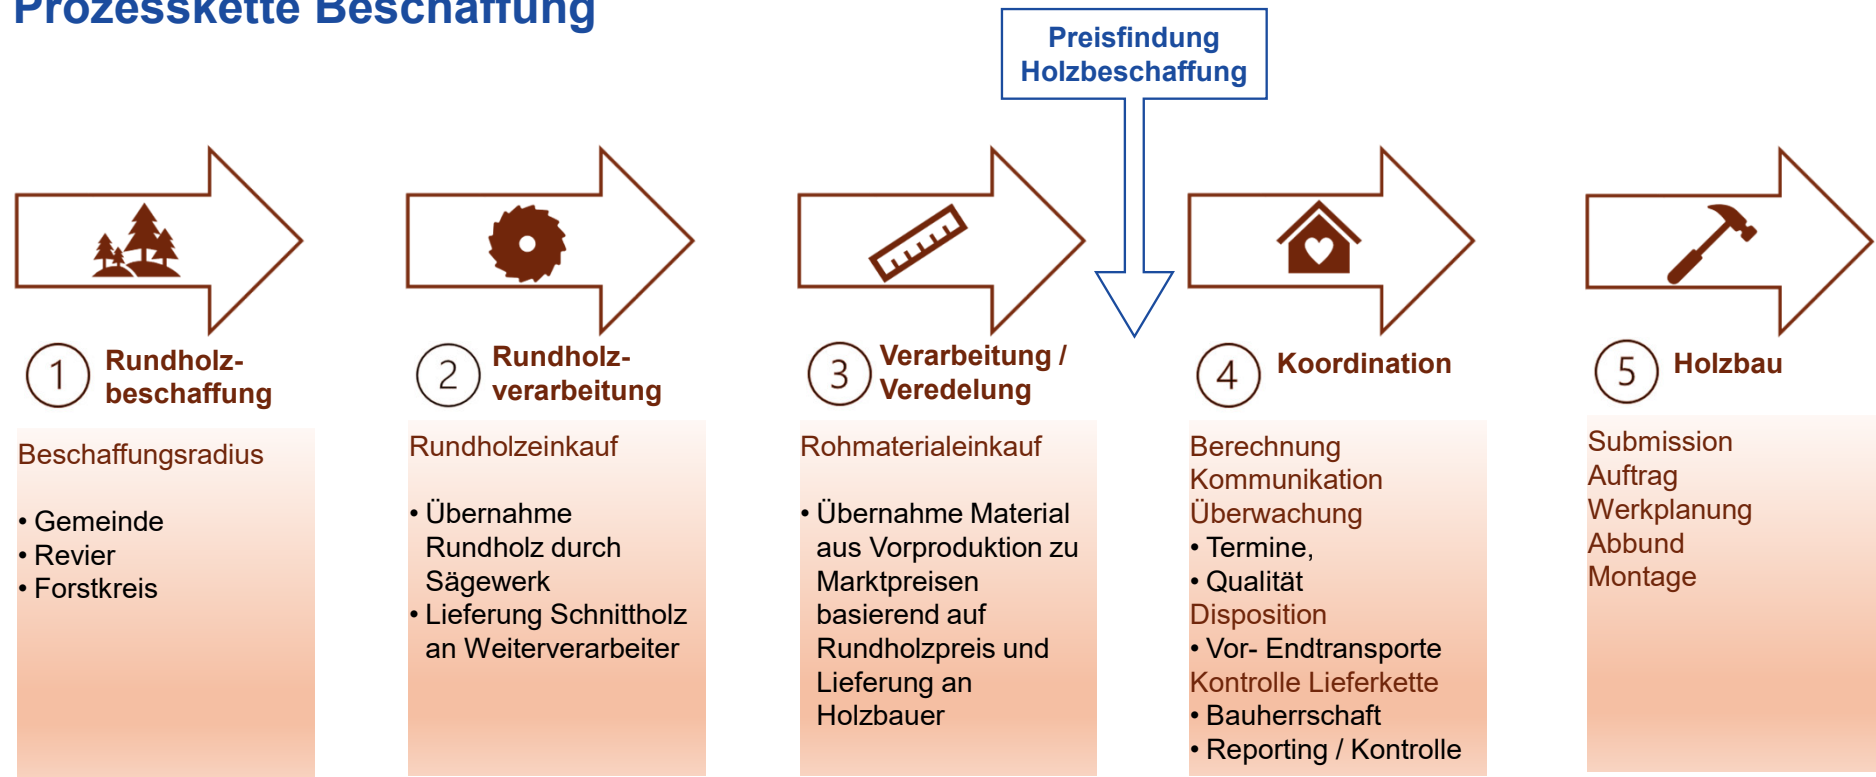 Prozesskette Beschaffung
Preisfindung
Holzbeschaffung
1
Rundholz-
beschaffung
Beschaffungsradius
• Gemeinde
• Revier
• Forstkreis
2
Rundholz-
verarbeitung
Rundholzeinkauf
• Übernahme
Rundholz durch
Sägewerk
• Lieferung Schnittholz
an Weiterverarbeiter
3
Verarbeitung /
Veredelung
Rohmaterialeinkauf
• Übernahme Material
aus Vorproduktion zu
Marktpreisen
basierend auf
Rundholzpreis und
Lieferung an
Holzbauer
4
Koordination
Berechnung
Kommunikation
Überwachung
• Termine,
• Qualität
Disposition
• Vor- Endtransporte
Kontrolle Lieferkette
• Bauherrschaft
• Reporting / Kontrolle
5
Holzbau
Submission
Auftrag
Werkplanung
Abbund
Montage